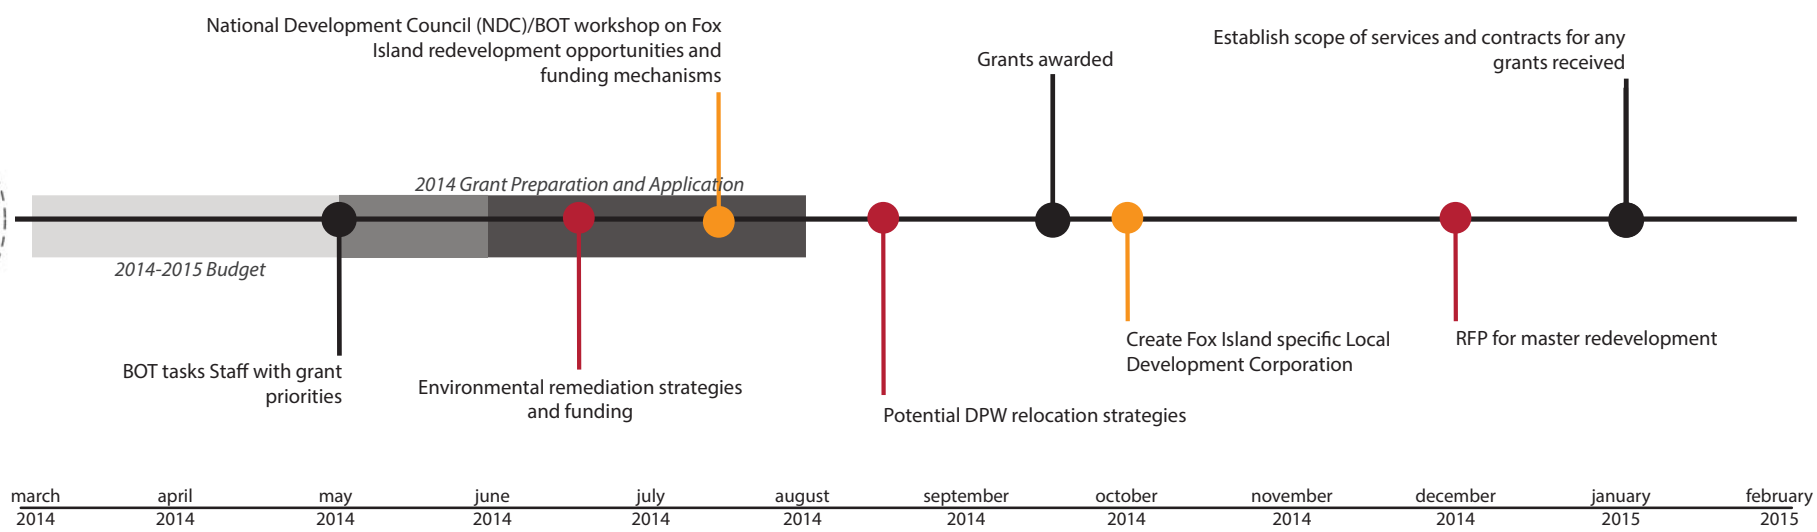 National Development Council (NDC)/BOT workshop on Fox
Island redevelopment opportunities and
funding mechanisms
Grants awarded
Establish scope of services and contracts for any
grants received
2014 Grant Preparation and Application
2014-2015 Budget
BOT tasks Staff with grant
priorities
Environmental remediation strategies
and funding
Potential DPW relocation strategies
Create Fox Island specific Local
Development Corporation
RFP for master redevelopment
march april may june july august september october november december january february
2014 2014 2014 2014 2014 2014 2014 2014 2014 2014 2015 2015